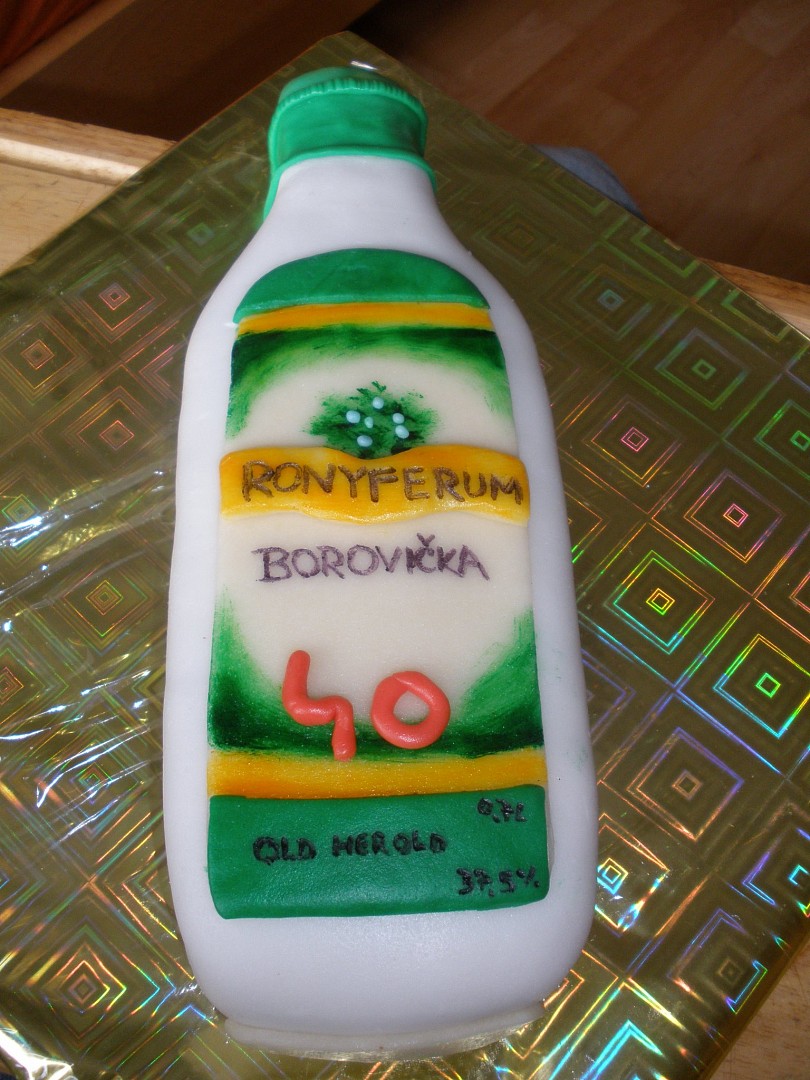 RONYFERUM
BOROVIČKA
40
0,7L
OLD HEROLD
37,5%